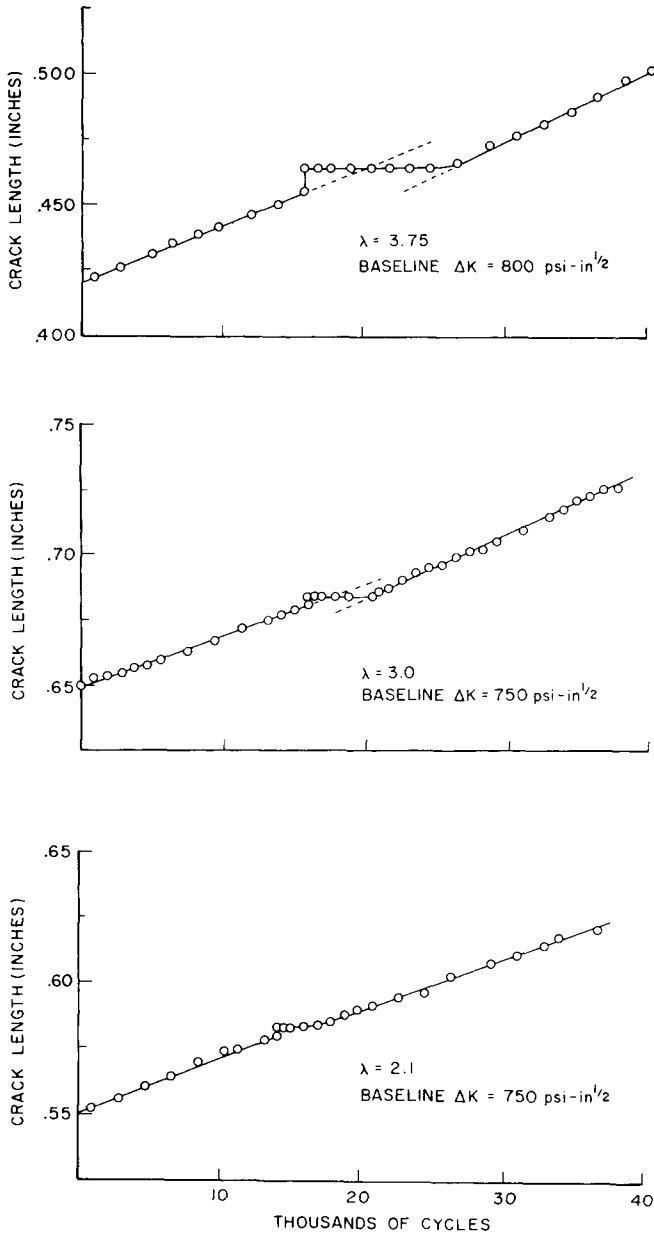 CRACK LENGTH (INCHES)
.500
.450
.400
λ = 3.75
BASELINE ΔK = 800 psi-in^1/2
CRACK LENGTH (INCHES)
.75
.70
.65
λ = 3.0
BASELINE ΔK = 750 psi-in^1/2
CRACK LENGTH (INCHES)
.65
.60
.55
λ = 2.1
BASELINE ΔK = 750 psi-in^1/2
10 20 30 40
THOUSANDS OF CYCLES